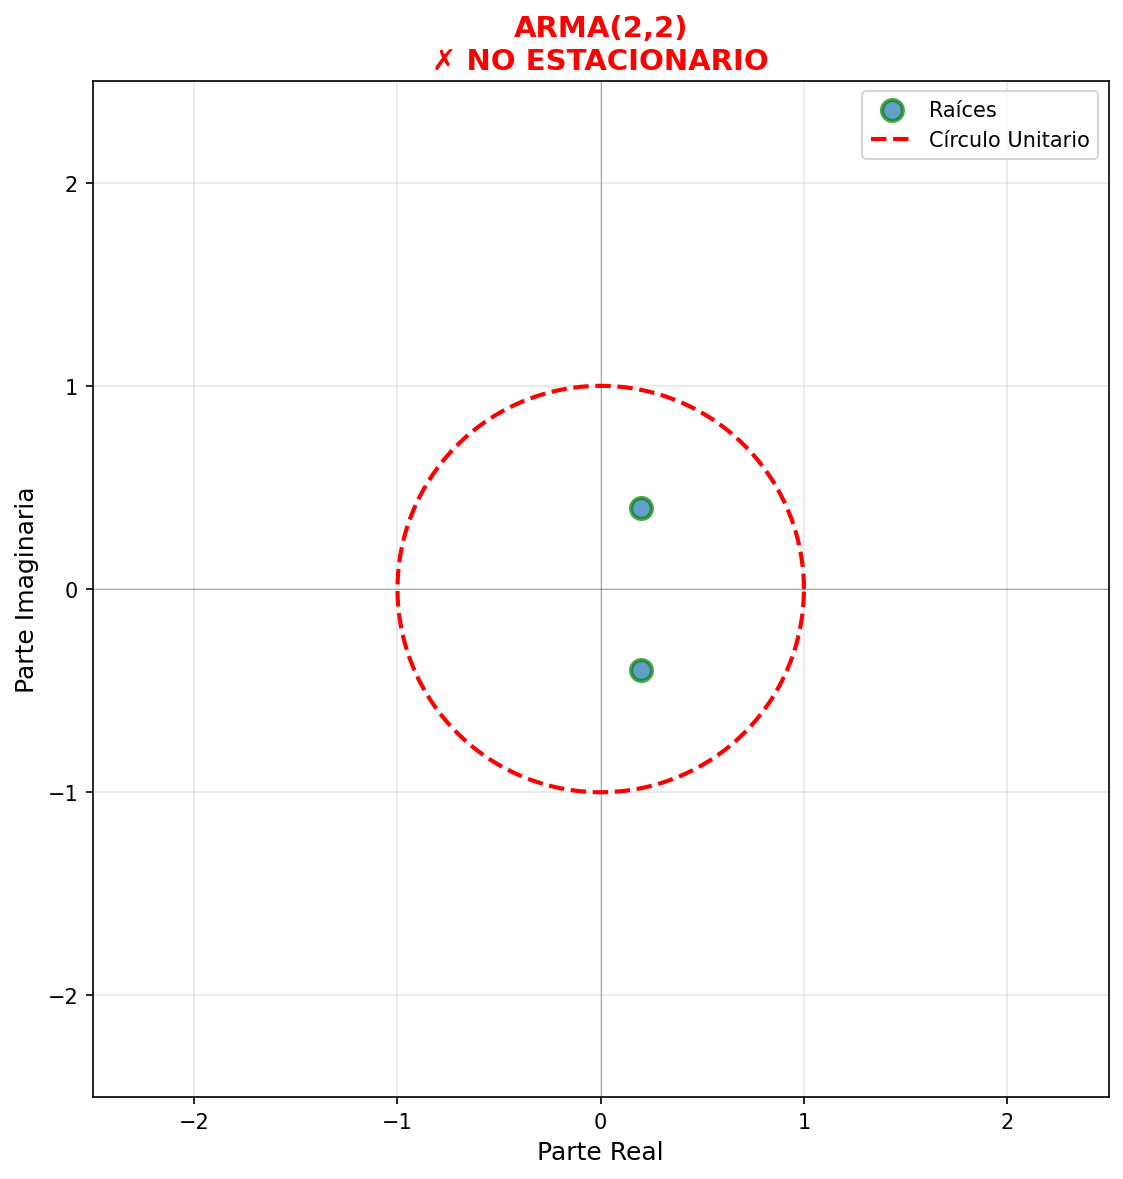 ARMA(2,2)
✗ NO ESTACIONARIO
Raíces
Círculo Unitario
2
1
0
−1
−2
Parte Imaginaria
−2
−1
0
1
2
Parte Real